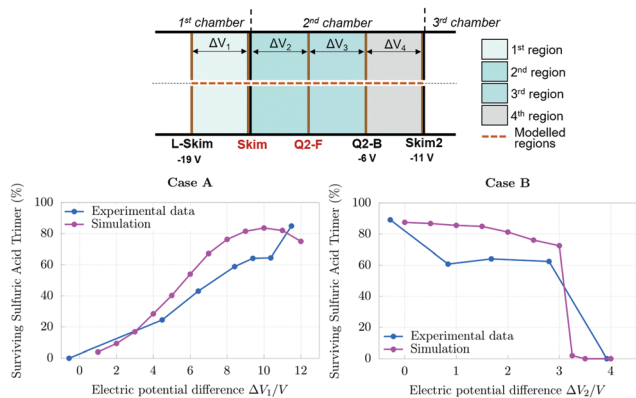 1st chamber 2nd chamber 3rd chamber
ΔV1 ΔV2 ΔV3 ΔV4
1st region
2nd region
3rd region
4th region
Modelled
regions
L-Skim Skim Q2-F Q2-B Skim2
-19 V -6 V -11 V
Case A
Surviving Sulfuric Acid Trimer (%)
100
80
60
40
20
0
Experimental data
Simulation
0 2 4 6 8 10 12
Electric potential difference ΔV1/V
Case B
Surviving Sulfuric Acid Trimer (%)
100
80
60
40
20
0
Experimental data
Simulation
0 1 2 3 4
Electric potential difference ΔV2/V